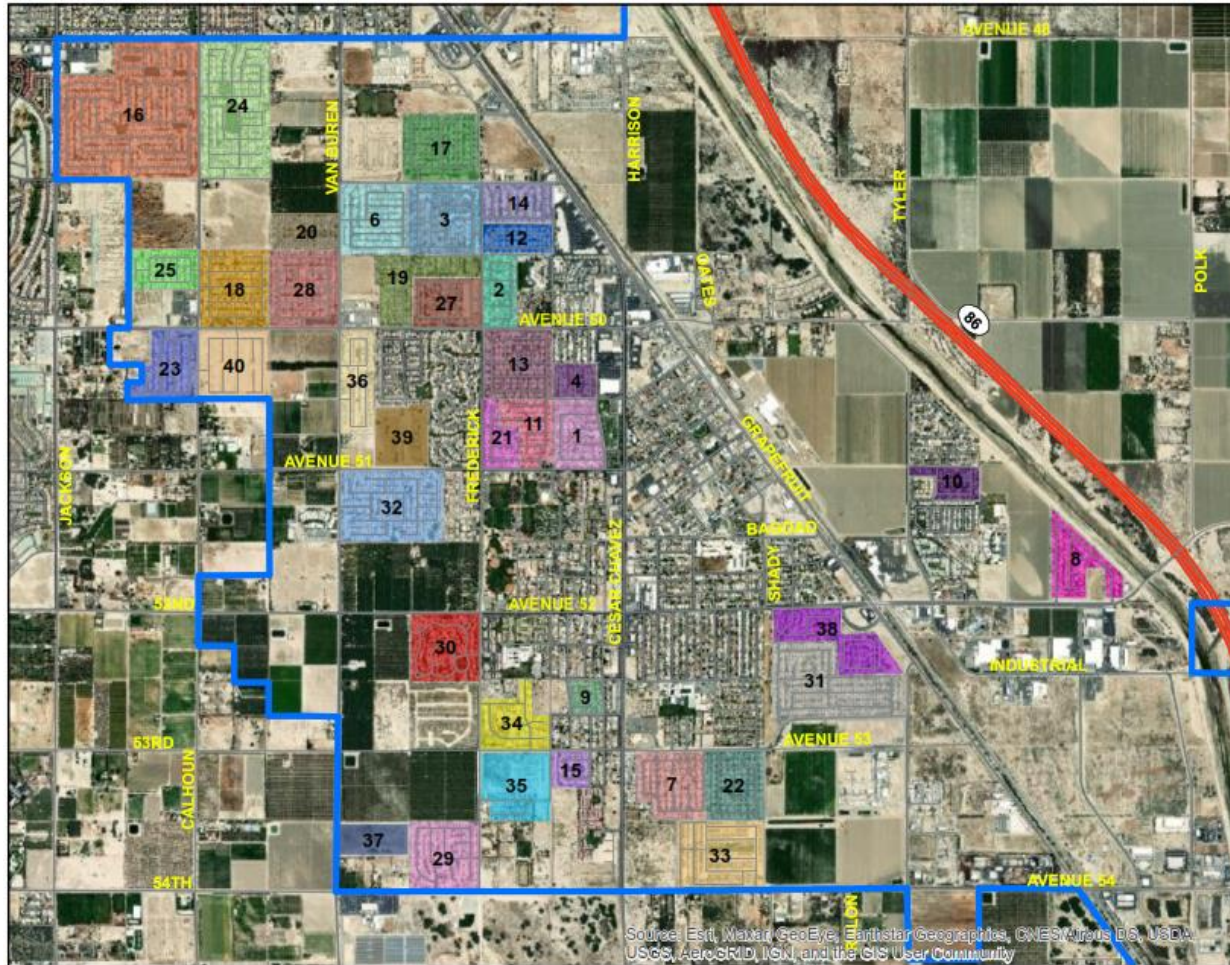 AVENUE 48
16
24
VAN BUREN
17
HARRISON
TYLER
POLK
6
3
14
12
20
25
18
28
19
27
2
OATES
AVENUE 50
86
23
40
36
13
4
39
FREDERICK
21
11
1
GRAPEFRUIT
JACKSON
AVENUE 51
32
10
CESAR CHAVEZ
BAGDAD
SHADY
8
52ND
AVENUE 52
30
38
31
INDUSTRIAL
9
34
53RD
AVENUE 53
CALHOUN
35
15
7
22
37
29
33
54TH
AVENUE 54
Source: Esri, Maxar, GeoEye, Earthstar Geographics, CNES/Airbus DS, USDA,
USGS, AeroGRID, IGN, and the GIS User Community